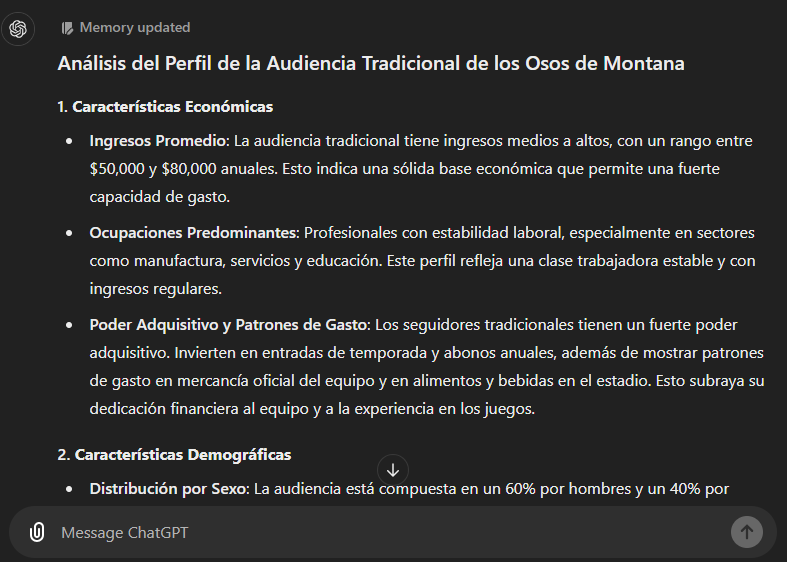 Memory updated
Análisis del Perfil de la Audiencia Tradicional de los Osos de Montana
1. Características Económicas
• Ingresos Promedio: La audiencia tradicional tiene ingresos medios a altos, con un rango entre
$50,000 y $80,000 anuales. Esto indica una sólida base económica que permite una fuerte
capacidad de gasto.
• Ocupaciones Predominantes: Profesionales con estabilidad laboral, especialmente en sectores
como manufactura, servicios y educación. Este perfil refleja una clase trabajadora estable y con
ingresos regulares.
• Poder Adquisitivo y Patrones de Gasto: Los seguidores tradicionales tienen un fuerte poder
adquisitivo. Invierten en entradas de temporada y abonos anuales, además de mostrar patrones
de gasto en mercancía oficial del equipo y en alimentos y bebidas en el estadio. Esto subraya su
dedicación financiera al equipo y a la experiencia en los juegos.
2. Características Demográficas
• Distribución por Sexo: La audiencia está compuesta en un 60% por hombres y un 40% por
Message ChatGPT